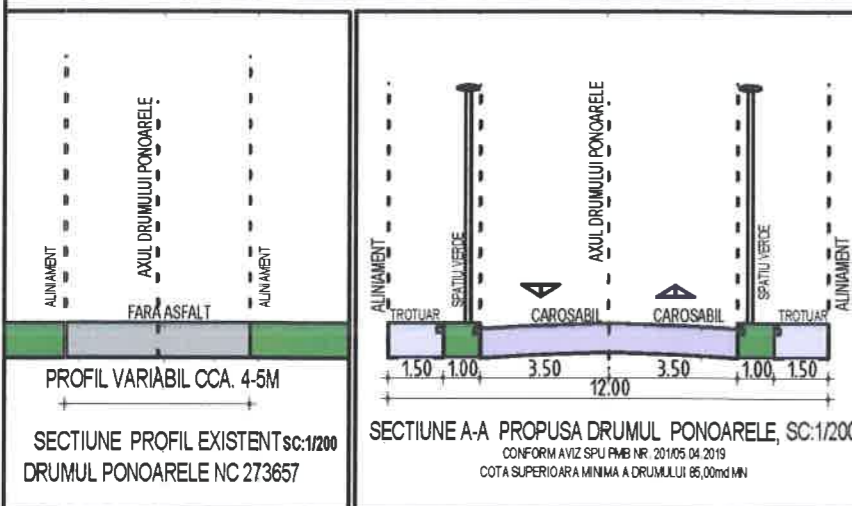 ALINIAMENT
AXUL DRUMULUI PONOARELE
ALINIAMENT
FARA ASFALT
PROFIL VARIABIL CCA. 4-5M
SECTIUNE PROFIL EXISTENT SC:1/200
DRUMUL PONOARELE NC 273657
ALINIAMENT
SPATIU VERDE
AXUL DRUMULUI PONOARELE
SPATIU VERDE
ALINIAMENT
TROTUAR CAROSABIL CAROSABIL TROTUAR
1.50 1.00 3.50 3.50 1.00 1.50
12.00
SECTIUNE A-A PROPUSA DRUMUL PONOARELE, SC:1/200
CONFORM AVIZ SPU PMB NR. 201/05.04.2019
COTA SUPERIOARA MINIMA A DRUMULUI 85,00md MN